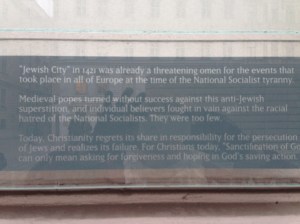 "Jewish City" in 1421 was already a threatening omen for the events that
took place in all of Europe at the time of the National Socialist tyranny.
Medieval popes turned without success against this anti-Jewish
superstition, and individual believers fought in vain against the racial
hatred of the National Socialists. They were too few.
Today, Christianity regrets its share in responsibility for the persecution
of Jews and realizes its failure. For Christians today, "Sanctification of Go
can only mean asking for forgiveness and hoping in God's saving action.